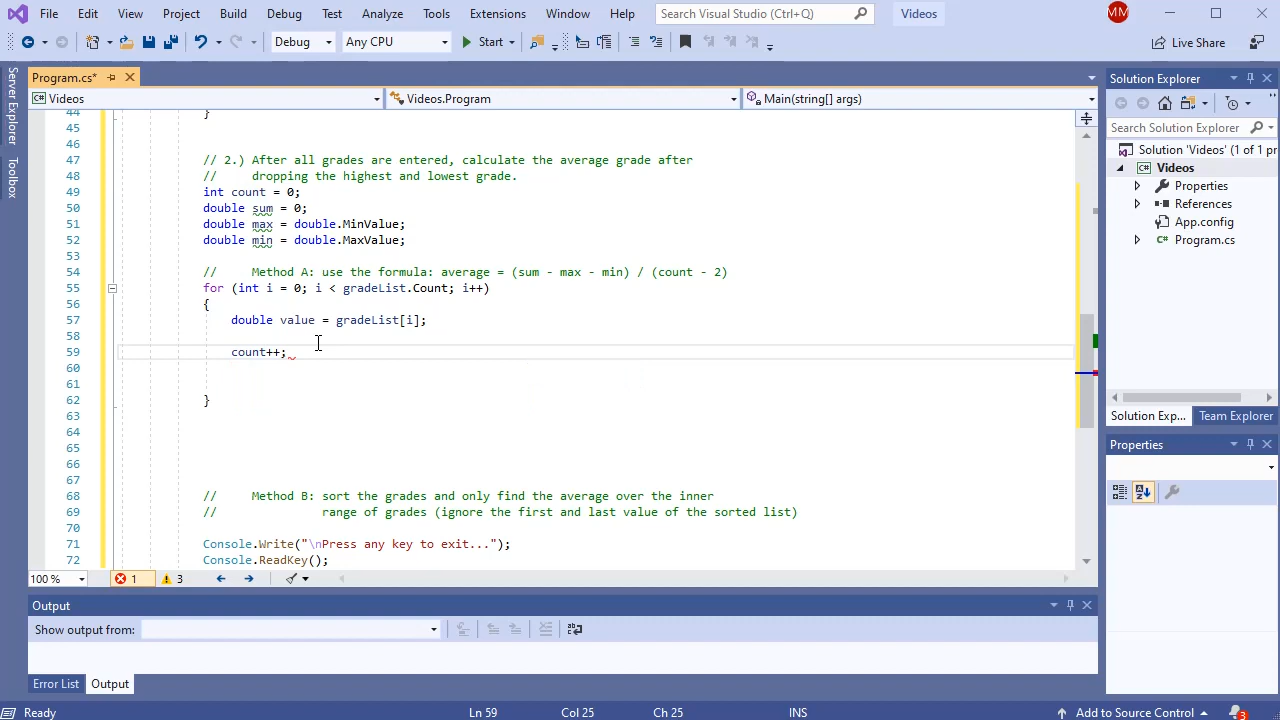 File Edit View Project Build Debug Test Analyze Tools Extensions Window Help Search Visual Studio (Ctrl+Q) Videos MM
Debug Any CPU Start Live Share
Server Explorer
Toolbox
Program.cs*
Videos Videos.Program Main(string[] args)
44 }
45
46
47 // 2.) After all grades are entered, calculate the average grade after
48 // dropping the highest and lowest grade.
49 int count = 0;
50 double sum = 0;
51 double max = double.MinValue;
52 double min = double.MaxValue;
53
54 // Method A: use the formula: average = (sum - max - min) / (count - 2)
55 for (int i = 0; i < gradeList.Count; i++)
56 {
57 double value = gradeList[i];
58
59 count++;
60
61
62 }
63
64
65
66
67
68 // Method B: sort the grades and only find the average over the inner
69 // range of grades (ignore the first and last value of the sorted list)
70
71 Console.Write("\nPress any key to exit...");
72 Console.ReadKey();
100 % 1 3
Output
Show output from:
Error List Output
Solution Explorer
Search Solution Explorer
Solution 'Videos' (1 of 1 pr
Videos
Properties
References
App.config
Program.cs
Solution Exp... Team Explorer
Properties
Ready Ln 59 Col 25 Ch 25 INS Add to Source Control 3